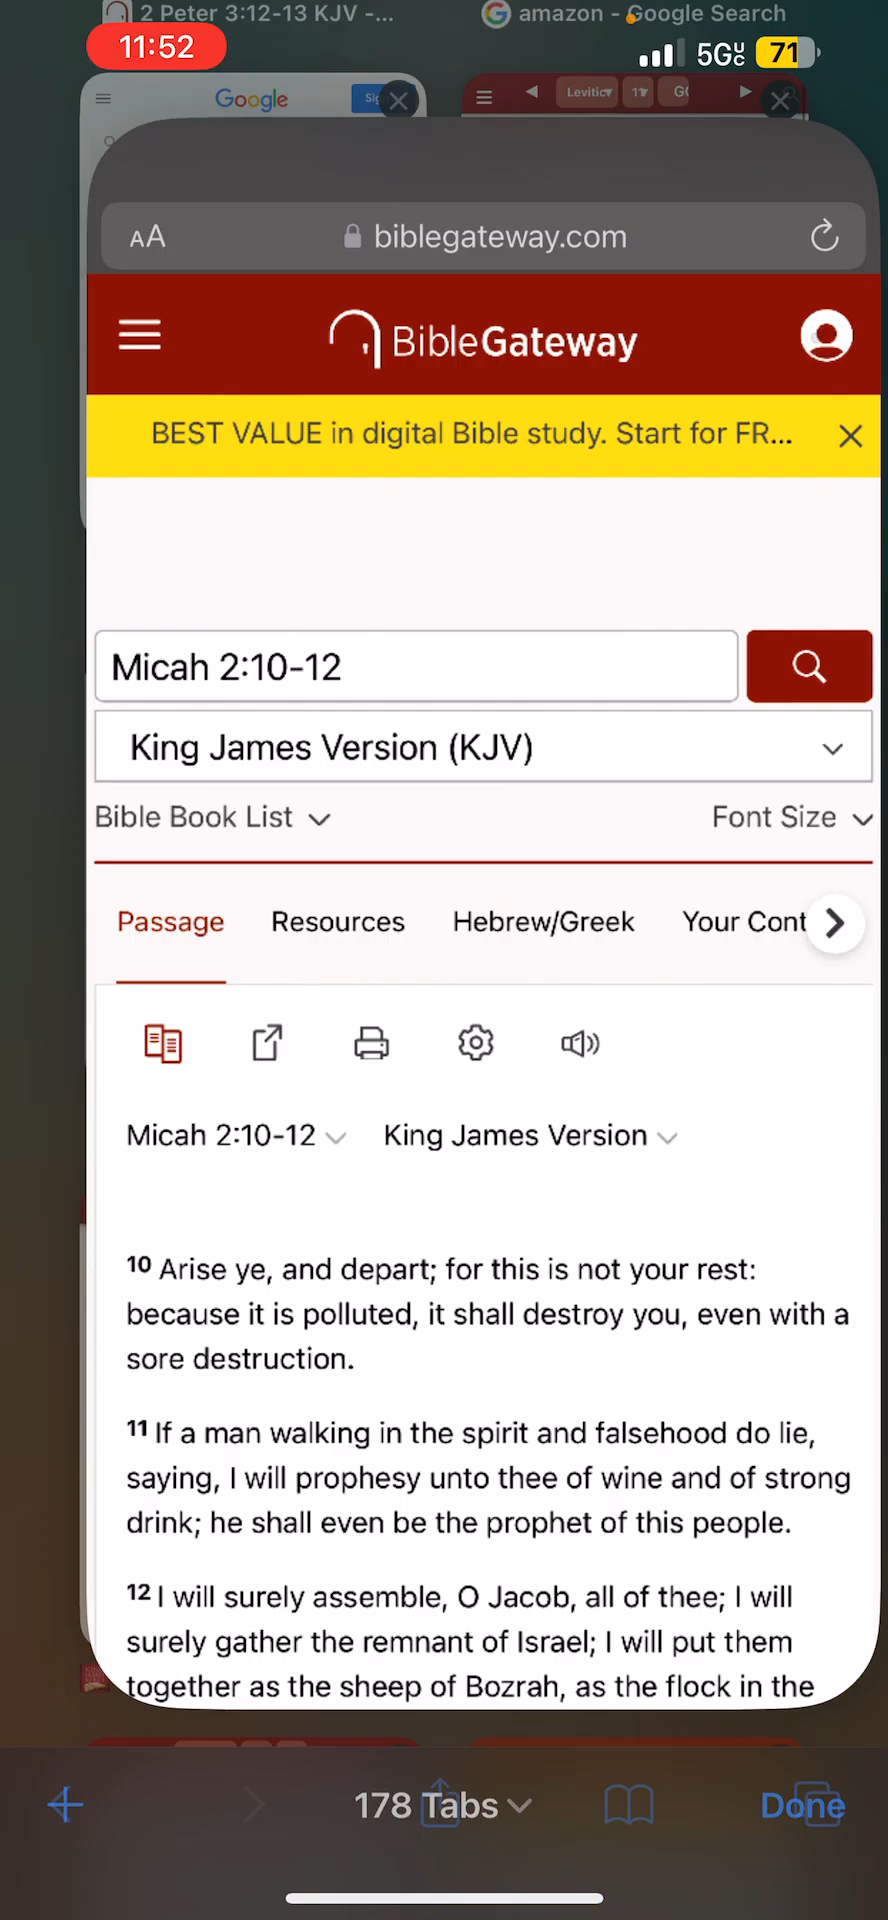 2 Peter 3:12-13 KJV -...
amazon - Google Search
11:52
5G
71
Google
Levitic
11
biblegateway.com
AA
BibleGateway
BEST VALUE in digital Bible study. Start for FR...
Micah 2:10-12
King James Version (KJV)
Bible Book List
Font Size
Passage
Resources
Hebrew/Greek
Your Cont
Micah 2:10-12
King James Version
10 Arise ye, and depart; for this is not your rest:
because it is polluted, it shall destroy you, even with a
sore destruction.
11 If a man walking in the spirit and falsehood do lie,
saying, I will prophesy unto thee of wine and of strong
drink; he shall even be the prophet of this people.
12 I will surely assemble, O Jacob, all of thee; I will
surely gather the remnant of Israel; I will put them
together as the sheep of Bozrah, as the flock in the
178 Tabs
Done